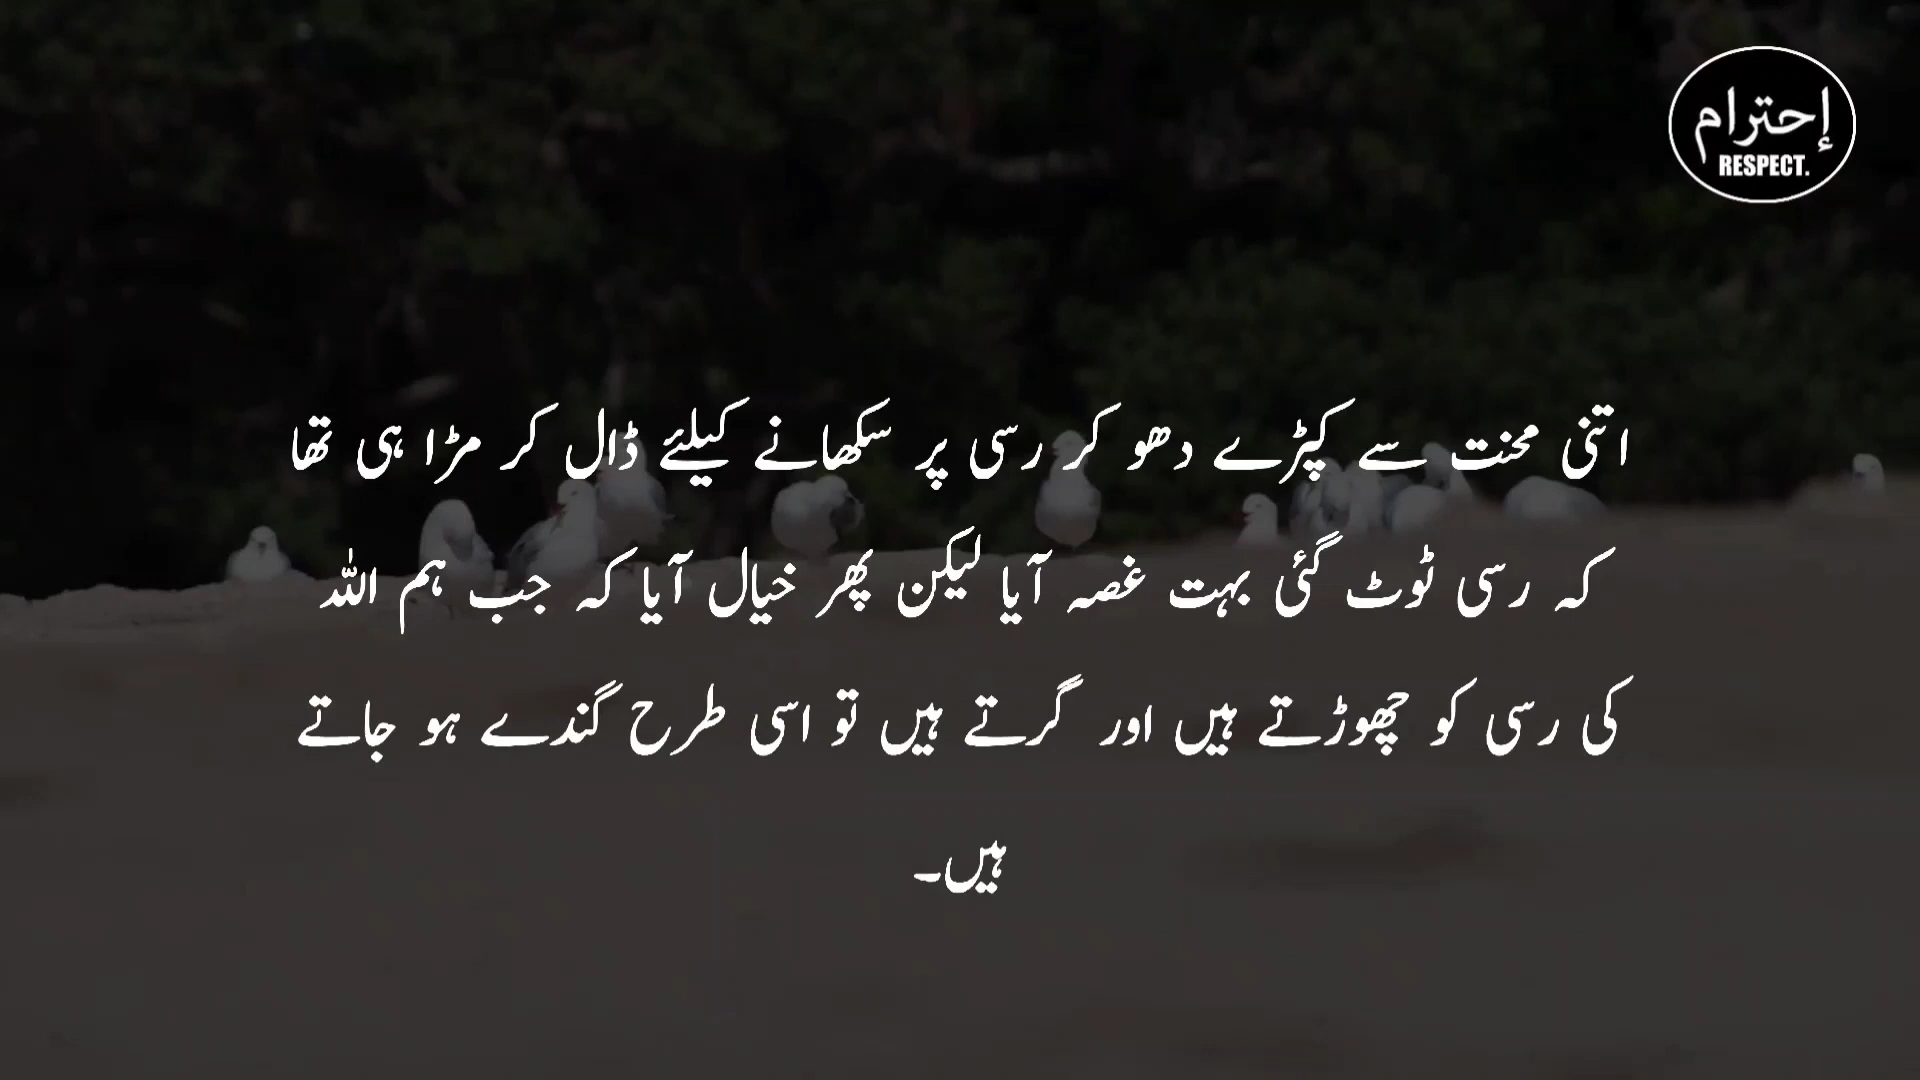 إحترام
RESPECT.
اتنی محنت سے کپڑے دھو کر رسی پر سکھانے کیلئے ڈال کر مڑا ہی تھا
کہ رسی ٹوٹ گئی بہت غصہ آیا لیکن پھر خیال آیا کہ جب ہم اللہ
کی رسی کو چھوڑتے ہیں اور گرتے ہیں تو اسی طرح گندے ہو جاتے
ہیں۔